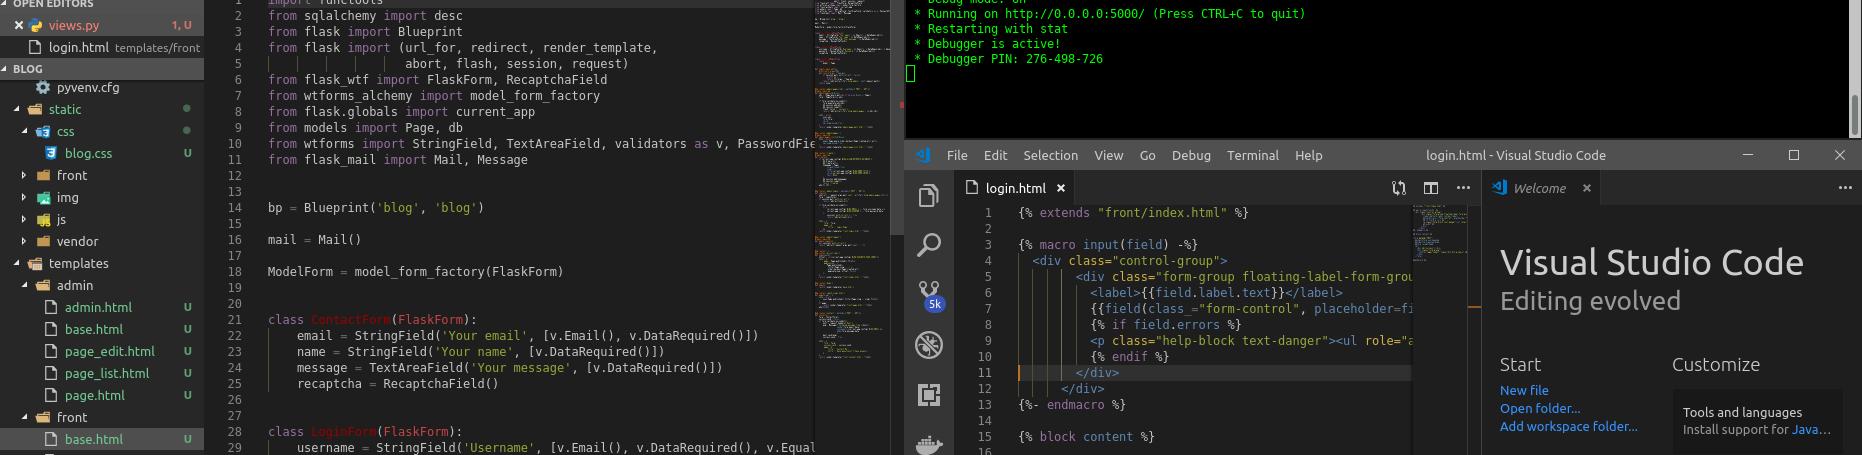 OPEN EDITORS
views.py 1, U
login.html templates/front
BLOG
pyvenv.cfg
static
css
blog.css U
front
img
js
vendor
templates
admin
admin.html U
base.html U
page_edit.html U
page_list.html U
page.html U
front
base.html U
1 import functools
2 from sqlalchemy import desc
3 from flask import Blueprint
4 from flask import (url_for, redirect, render_template,
5 abort, flash, session, request)
6 from flask_wtf import FlaskForm, RecaptchaField
7 from wtforms_alchemy import model_form_factory
8 from flask.globals import current_app
9 from models import Page, db
10 from wtforms import StringField, TextAreaField, validators as v, PasswordFie
11 from flask_mail import Mail, Message
12
13
14 bp = Blueprint('blog', 'blog')
15
16 mail = Mail()
17
18 ModelForm = model_form_factory(FlaskForm)
19
20
21 class ContactForm(FlaskForm):
22 email = StringField('Your email', [v.Email(), v.DataRequired()])
23 name = StringField('Your name', [v.DataRequired()])
24 message = TextAreaField('Your message', [v.DataRequired()])
25 recaptcha = RecaptchaField()
26
27
28 class LoginForm(FlaskForm):
29 username = StringField('Username', [v.Email(), v.DataRequired(), v.Equal
* Debug mode: on
* Running on http://0.0.0.0:5000/ (Press CTRL+C to quit)
* Restarting with stat
* Debugger is active!
* Debugger PIN: 276-498-726
File Edit Selection View Go Debug Terminal Help login.html - Visual Studio Code
login.html
5k
1 {% extends "front/index.html" %}
2
3 {% macro input(field) -%}
4 <div class="control-group">
5 <div class="form-group floating-label-form-grou
6 <label>{{field.label.text}}</label>
7 {{field(class_="form-control", placeholder=fi
8 {% if field.errors %}
9 <p class="help-block text-danger"><ul role="a
10 {% endif %}
11 </div>
12 </div>
13 {%- endmacro %}
14
15 {% block content %}
16
Welcome
Visual Studio Code
Editing evolved
Start
New file
Open folder...
Add workspace folder...
Customize
Tools and languages
Install support for Java...